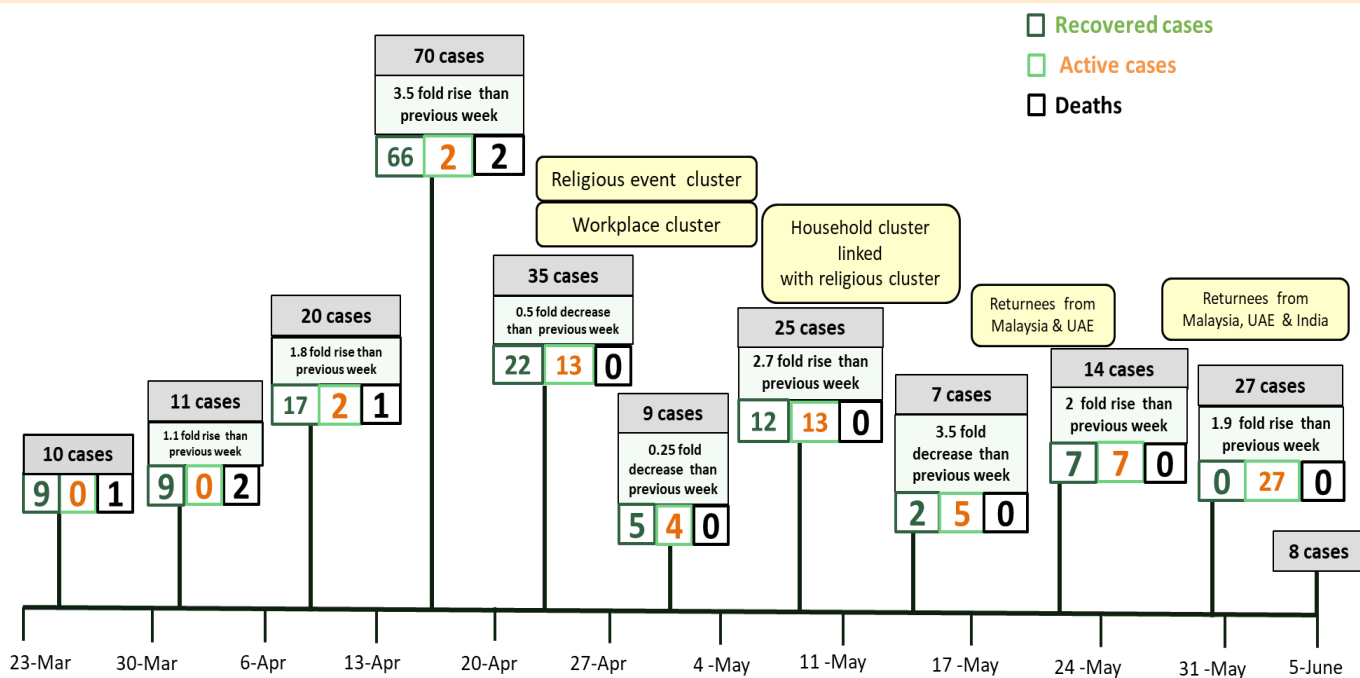 Recovered cases
Active cases
Deaths
70 cases
3.5 fold rise than
previous week
66 2 2
Religious event cluster
Workplace cluster
Household cluster
linked
with religious cluster
35 cases
0.5 fold decrease
than previous week
22 13 0
Returnees from
Malaysia & UAE
Returnees from
Malaysia, UAE & India
20 cases
1.8 fold rise than
previous week
17 2 1
25 cases
2.7 fold rise than
previous week
12 13 0
14 cases
2 fold rise than
previous week
7 7 0
27 cases
1.9 fold rise than
previous week
0 27 0
11 cases
1.1 fold rise than
previous week
9 0 2
9 cases
0.25 fold
decrease than
previous week
5 4 0
7 cases
3.5 fold
decrease than
previous week
2 5 0
10 cases
9 0 1
8 cases
23-Mar 30-Mar 6-Apr 13-Apr 20-Apr 27-Apr 4 -May 11 -May 17 -May 24 -May 31 -May 5-June